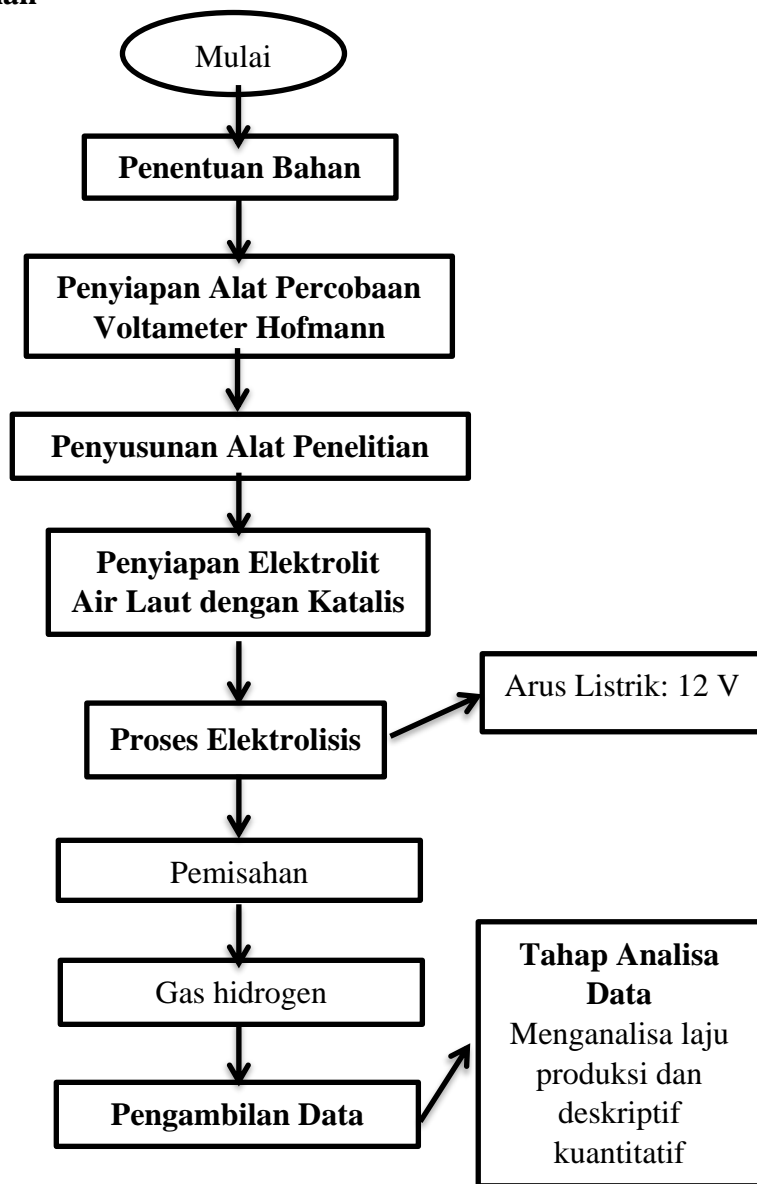 Mulai
Penentuan Bahan
Penyiapan Alat Percobaan
Voltameter Hofmann
Penyusunan Alat Penelitian
Penyiapan Elektrolit
Air Laut dengan Katalis
Proses Elektrolisis
Arus Listrik: 12 V
Pemisahan
Gas hidrogen
Pengambilan Data
Tahap Analisa
Data
Menganalisa laju
produksi dan
deskriptif
kuantitatif